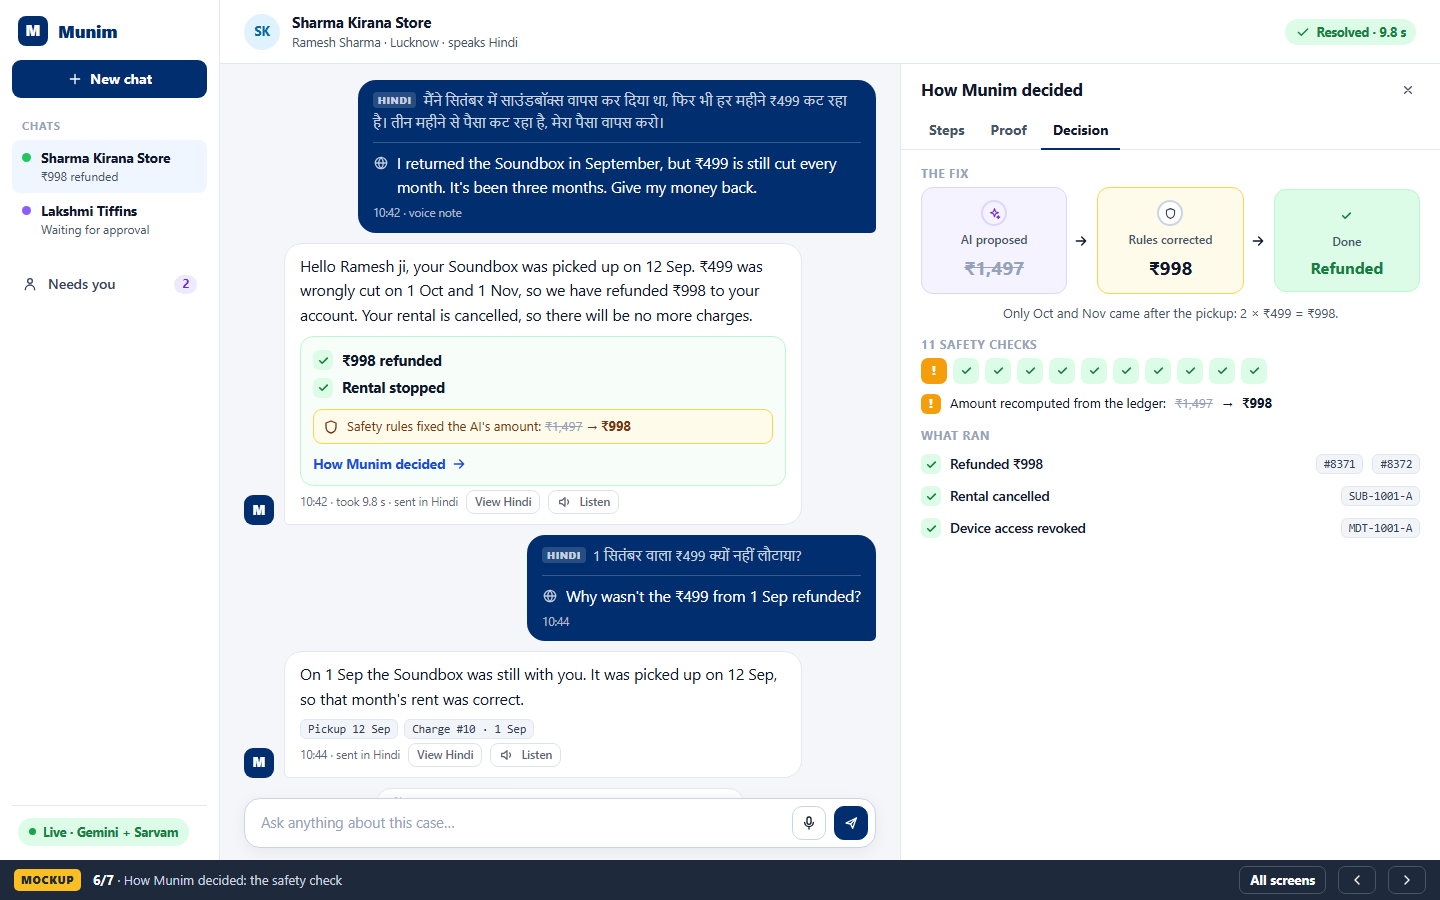 M Munim
+ New chat
CHATS
Sharma Kirana Store
₹998 refunded
Lakshmi Tiffins
Waiting for approval
Needs you 2
Live · Gemini + Sarvam
SK
Sharma Kirana Store
Ramesh Sharma · Lucknow · speaks Hindi
Resolved · 9.8 s
HINDI मैंने सितंबर में साउंडबॉक्स वापस कर दिया था, फिर भी हर महीने ₹499 कट रहा
है। तीन महीने से पैसा कट रहा है, मेरा पैसा वापस करो।
I returned the Soundbox in September, but ₹499 is still cut every
month. It's been three months. Give my money back.
10:42 · voice note
Hello Ramesh ji, your Soundbox was picked up on 12 Sep. ₹499 was
wrongly cut on 1 Oct and 1 Nov, so we have refunded ₹998 to your
account. Your rental is cancelled, so there will be no more charges.
₹998 refunded
Rental stopped
Safety rules fixed the AI's amount: ₹1,497 → ₹998
How Munim decided →
M
10:42 · took 9.8 s · sent in Hindi View Hindi Listen
HINDI 1 सितंबर वाला ₹499 क्यों नहीं लौटाया?
Why wasn't the ₹499 from 1 Sep refunded?
10:44
On 1 Sep the Soundbox was still with you. It was picked up on 12 Sep,
so that month's rent was correct.
Pickup 12 Sep Charge #10 · 1 Sep
M
10:44 · sent in Hindi View Hindi Listen
Ask anything about this case...
How Munim decided
Steps Proof Decision
THE FIX
AI proposed
₹1,497
→
Rules corrected
₹998
→
Done
Refunded
Only Oct and Nov came after the pickup: 2 × ₹499 = ₹998.
11 SAFETY CHECKS
!
! Amount recomputed from the ledger: ₹1,497 → ₹998
WHAT RAN
Refunded ₹998 #8371 #8372
Rental cancelled SUB-1001-A
Device access revoked MDT-1001-A
MOCKUP 6/7 · How Munim decided: the safety check
All screens